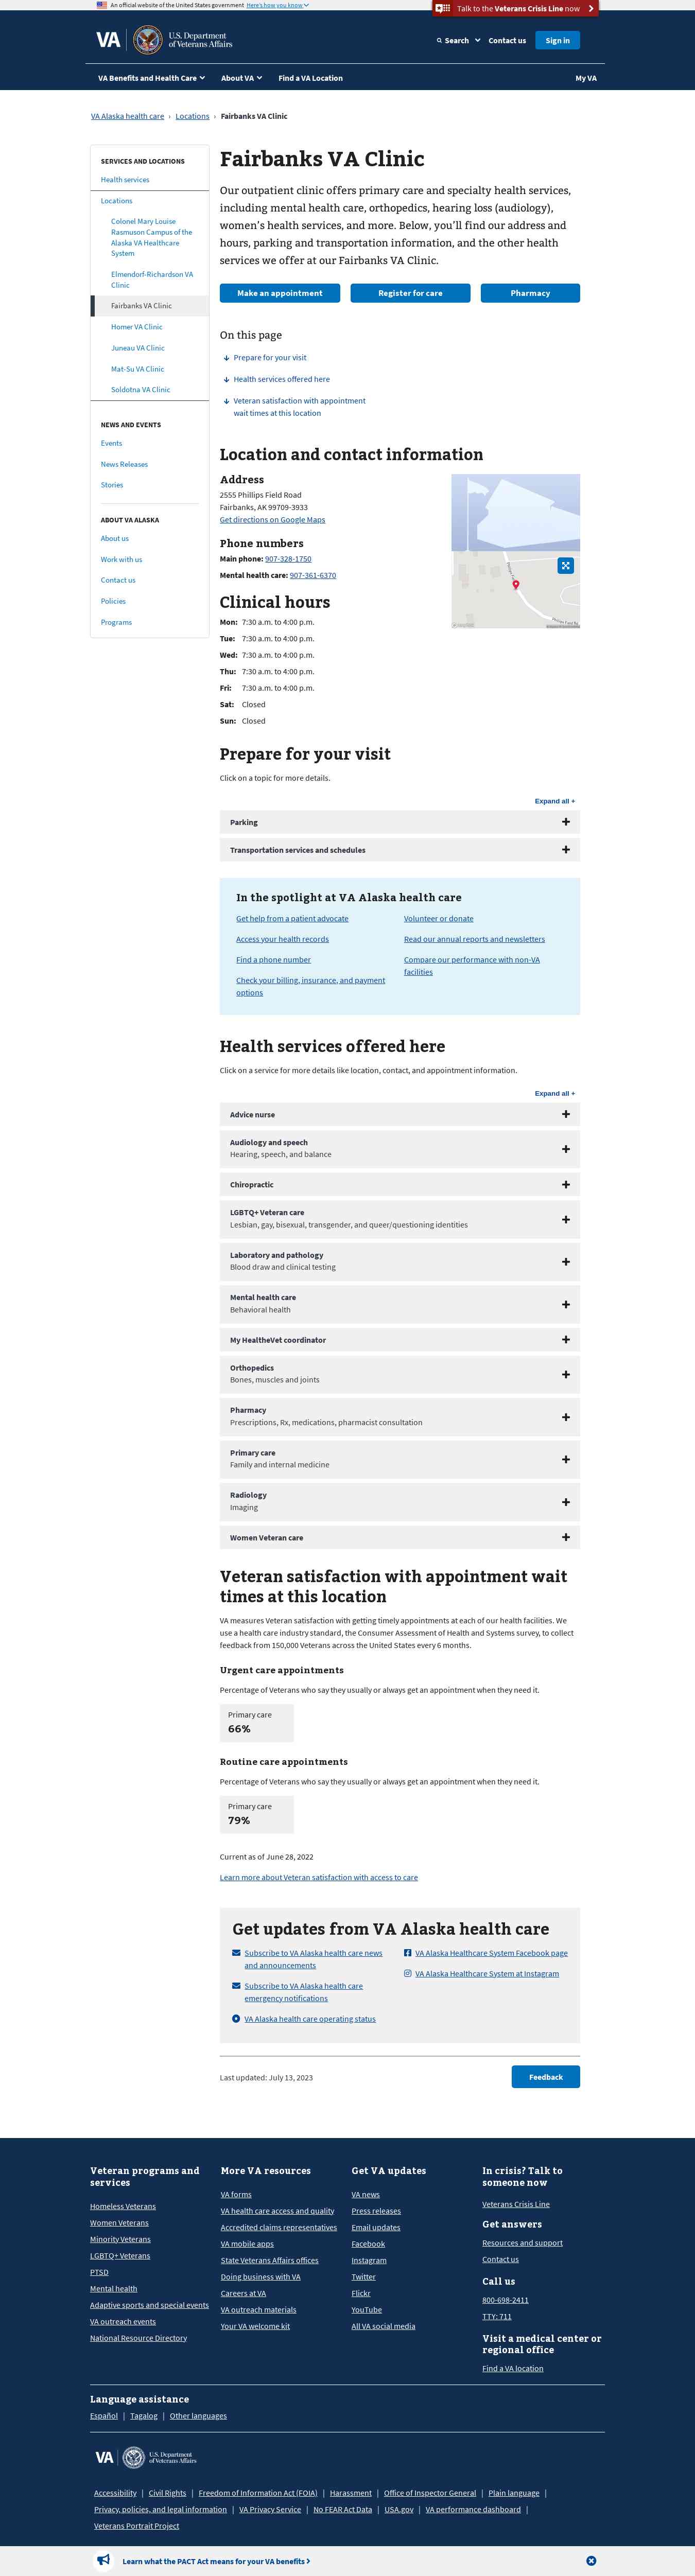 An official website of the United States government Here's how you know
Talk to the Veterans Crisis Line now
VA
U.S. Department
of Veterans Affairs
Search
Contact us
Sign in
VA Benefits and Health Care
About VA
Find a VA Location
My VA
VA Alaska health care › Locations › Fairbanks VA Clinic
SERVICES AND LOCATIONS
Health services
Locations
Colonel Mary Louise
Rasmuson Campus of the
Alaska VA Healthcare
System
Elmendorf-Richardson VA
Clinic
Fairbanks VA Clinic
Homer VA Clinic
Juneau VA Clinic
Mat-Su VA Clinic
Soldotna VA Clinic
NEWS AND EVENTS
Events
News Releases
Stories
ABOUT VA ALASKA
About us
Work with us
Contact us
Policies
Programs
Fairbanks VA Clinic
Our outpatient clinic offers primary care and specialty health services,
including mental health care, orthopedics, hearing loss (audiology),
women's health services, and more. Below, you'll find our address and
hours, parking and transportation information, and the other health
services we offer at our Fairbanks VA Clinic.
Make an appointment
Register for care
Pharmacy
On this page
Prepare for your visit
Health services offered here
Veteran satisfaction with appointment
wait times at this location
Location and contact information
Address
2555 Phillips Field Road
Fairbanks, AK 99709-3933
Get directions on Google Maps
Phone numbers
Main phone: 907-328-1750
Mental health care: 907-361-6370
Clinical hours
Mon: 7:30 a.m. to 4:00 p.m.
Tue: 7:30 a.m. to 4:00 p.m.
Wed: 7:30 a.m. to 4:00 p.m.
Thu: 7:30 a.m. to 4:00 p.m.
Fri: 7:30 a.m. to 4:00 p.m.
Sat: Closed
Sun: Closed
Prepare for your visit
Click on a topic for more details.
Expand all +
Parking
Transportation services and schedules
In the spotlight at VA Alaska health care
Get help from a patient advocate
Access your health records
Find a phone number
Check your billing, insurance, and payment
options
Volunteer or donate
Read our annual reports and newsletters
Compare our performance with non-VA
facilities
Health services offered here
Click on a service for more details like location, contact, and appointment information.
Expand all +
Advice nurse
Audiology and speech
Hearing, speech, and balance
Chiropractic
LGBTQ+ Veteran care
Lesbian, gay, bisexual, transgender, and queer/questioning identities
Laboratory and pathology
Blood draw and clinical testing
Mental health care
Behavioral health
My HealtheVet coordinator
Orthopedics
Bones, muscles and joints
Pharmacy
Prescriptions, Rx, medications, pharmacist consultation
Primary care
Family and internal medicine
Radiology
Imaging
Women Veteran care
Veteran satisfaction with appointment wait
times at this location
VA measures Veteran satisfaction with getting timely appointments at each of our health facilities. We
use a health care industry standard, the Consumer Assessment of Health and Systems survey, to collect
feedback from 150,000 Veterans across the United States every 6 months.
Urgent care appointments
Percentage of Veterans who say they usually or always get an appointment when they need it.
Primary care
66%
Routine care appointments
Percentage of Veterans who say they usually or always get an appointment when they need it.
Primary care
79%
Current as of June 28, 2022
Learn more about Veteran satisfaction with access to care
Get updates from VA Alaska health care
Subscribe to VA Alaska health care news
and announcements
Subscribe to VA Alaska health care
emergency notifications
VA Alaska health care operating status
VA Alaska Healthcare System Facebook page
VA Alaska Healthcare System at Instagram
Last updated: July 13, 2023
Feedback
Veteran programs and
services
Homeless Veterans
Women Veterans
Minority Veterans
LGBTQ+ Veterans
PTSD
Mental health
Adaptive sports and special events
VA outreach events
National Resource Directory
More VA resources
VA forms
VA health care access and quality
Accredited claims representatives
VA mobile apps
State Veterans Affairs offices
Doing business with VA
Careers at VA
VA outreach materials
Your VA welcome kit
Get VA updates
VA news
Press releases
Email updates
Facebook
Instagram
Twitter
Flickr
YouTube
All VA social media
In crisis? Talk to
someone now
Veterans Crisis Line
Get answers
Resources and support
Contact us
Call us
800-698-2411
TTY: 711
Visit a medical center or
regional office
Find a VA location
Language assistance
Español | Tagalog | Other languages
VA
U.S. Department
of Veterans Affairs
Accessibility | Civil Rights | Freedom of Information Act (FOIA) | Harassment | Office of Inspector General | Plain language |
Privacy, policies, and legal information | VA Privacy Service | No FEAR Act Data | USA.gov | VA performance dashboard |
Veterans Portrait Project
Learn what the PACT Act means for your VA benefits